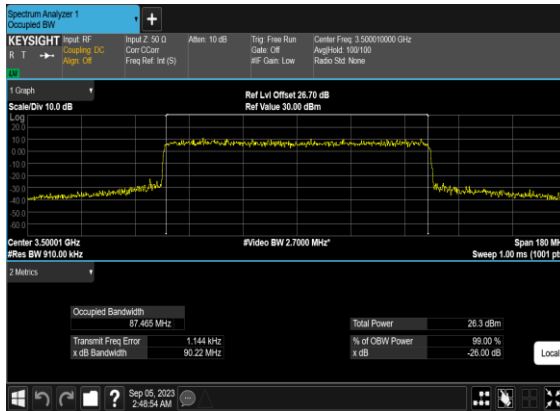 Spectrum Analyzer 1
Occupied BW
+
KEYSIGHT Input: RF Input Z: 50 Ω Atten: 10 dB Trig: Free Run Center Freq: 3.500010000 GHz
R T Coupling: DC Corr CCorr Gate: Off Avg|Hold: 100/100
Align: Off Freq Ref: Int (S) #IF Gain: Low Radio Std: None
1 Graph
Ref Lvl Offset 26.70 dB
Scale/Div 10.0 dB Ref Value 30.00 dBm
Log
20.0
10.0
0.00
-10.0
-20.0
-30.0
-40.0
-50.0
-60.0
Center 3.50001 GHz #Video BW 2.7000 MHz* Span 180 MH
#Res BW 910.00 kHz Sweep 1.00 ms (1001 pt
2 Metrics
Occupied Bandwidth
87.465 MHz Total Power 26.3 dBm
Transmit Freq Error 1.144 kHz % of OBW Power 99.00 %
x dB Bandwidth 90.22 MHz x dB -26.00 dB
Local
? Sep 05, 2023
2:48:54 AM